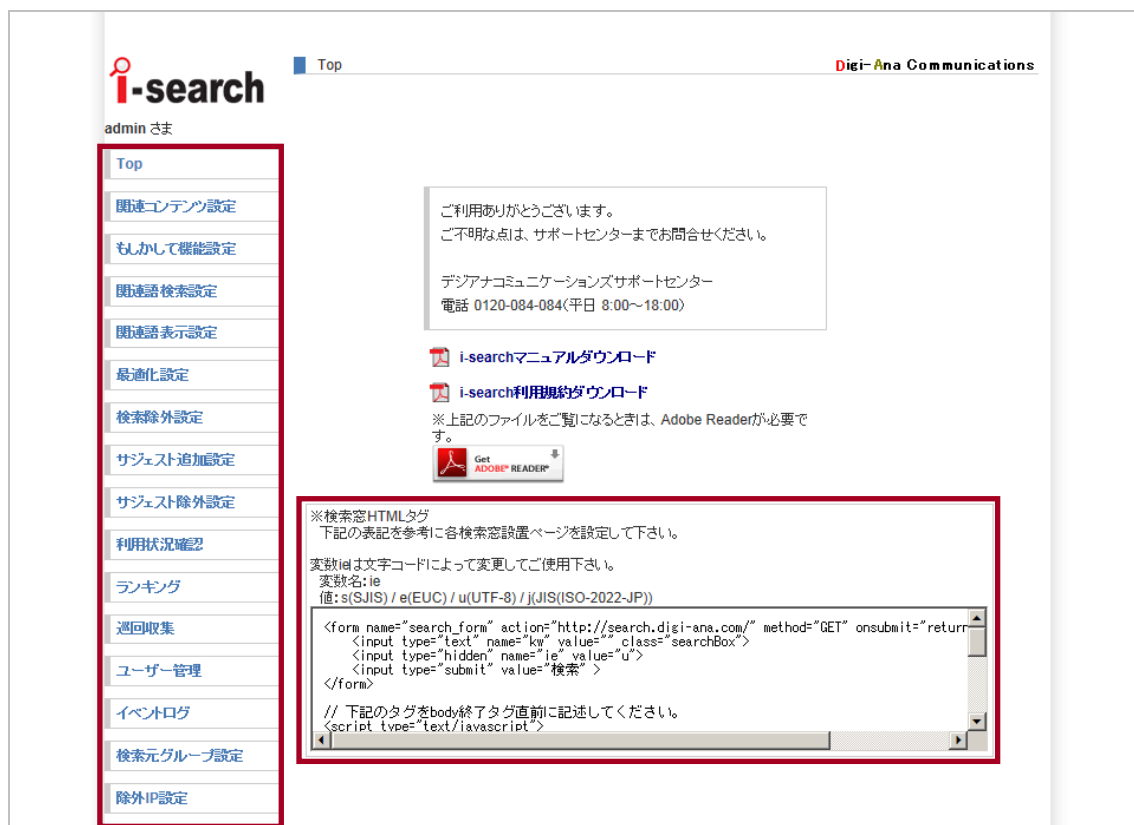 i-search
Top
Digi-Ana Communications
admin さま
Top
関連コンテンツ設定
もしかして機能設定
関連語検索設定
関連語表示設定
最適化設定
検索除外設定
サジェスト追加設定
サジェスト除外設定
利用状況確認
ランキング
巡回収集
ユーザー管理
イベントログ
検索元グループ設定
除外IP設定
ご利用ありがとうございます。
ご不明な点は、サポートセンターまでお問合せください。
デジアナコミュニケーションズサポートセンター
電話 0120-084-084(平日 8:00～18:00)
i-searchマニュアルダウンロード
i-search利用規約ダウンロード
※上記のファイルをご覧になるときは、Adobe Readerが必要で
す。
Get
ADOBE® READER®
※検索窓HTMLタグ
下記の表記を参考に各検索窓設置ページを設定して下さい。
変数ieは文字コードによって変更してご使用下さい。
変数名:ie
値:s(SJIS) / e(EUC) / u(UTF-8) / j(JIS(ISO-2022-JP))
<form name="search_form" action="http://search.digi-ana.com/" method="GET" onsubmit="return
<input type="text" name="kw" value="" class="searchBox">
<input type="hidden" name="ie" value="u">
<input type="submit" value="検索" >
</form>
// 下記のタグをbody終了タグ直前に記述してください。
<script type="text/javascript">